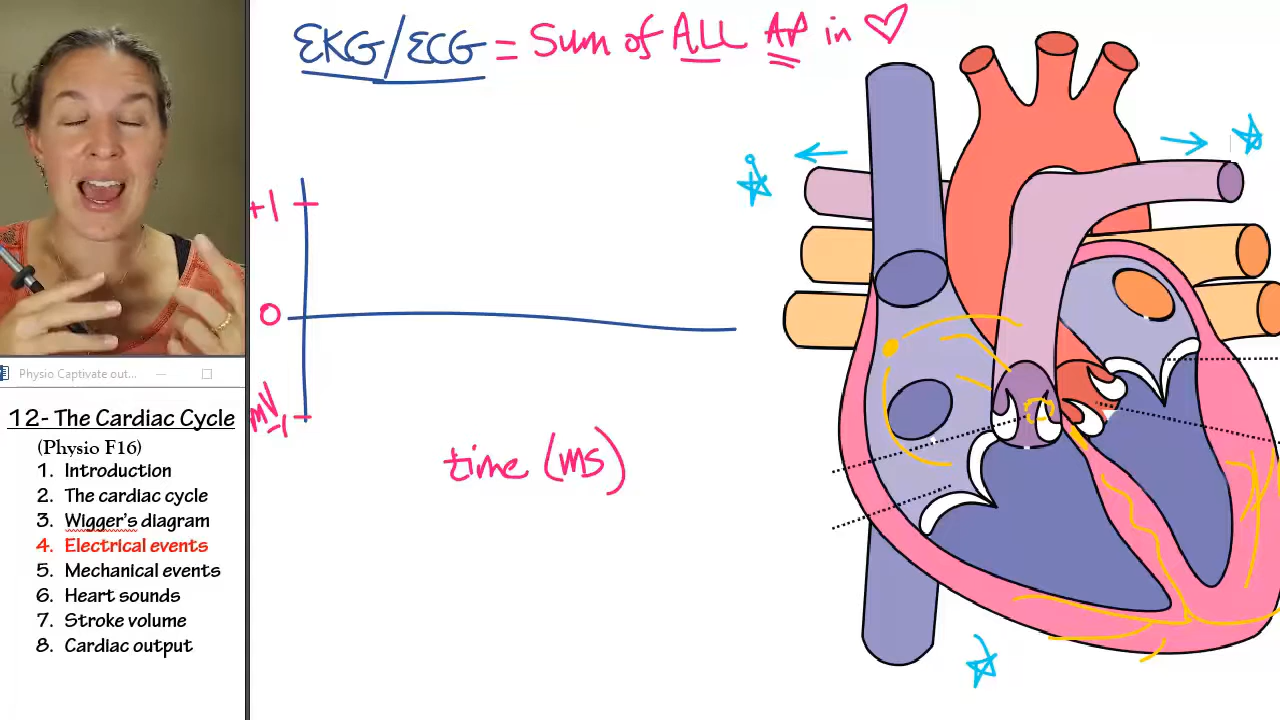 EKG/ECG = Sum of ALL AP in
+1
0
mV
-1
time (ms)
Physio Captivate out...
12- The Cardiac Cycle
(Physio F16)
1. Introduction
2. The cardiac cycle
3. Wigger's diagram
4. Electrical events
5. Mechanical events
6. Heart sounds
7. Stroke volume
8. Cardiac output